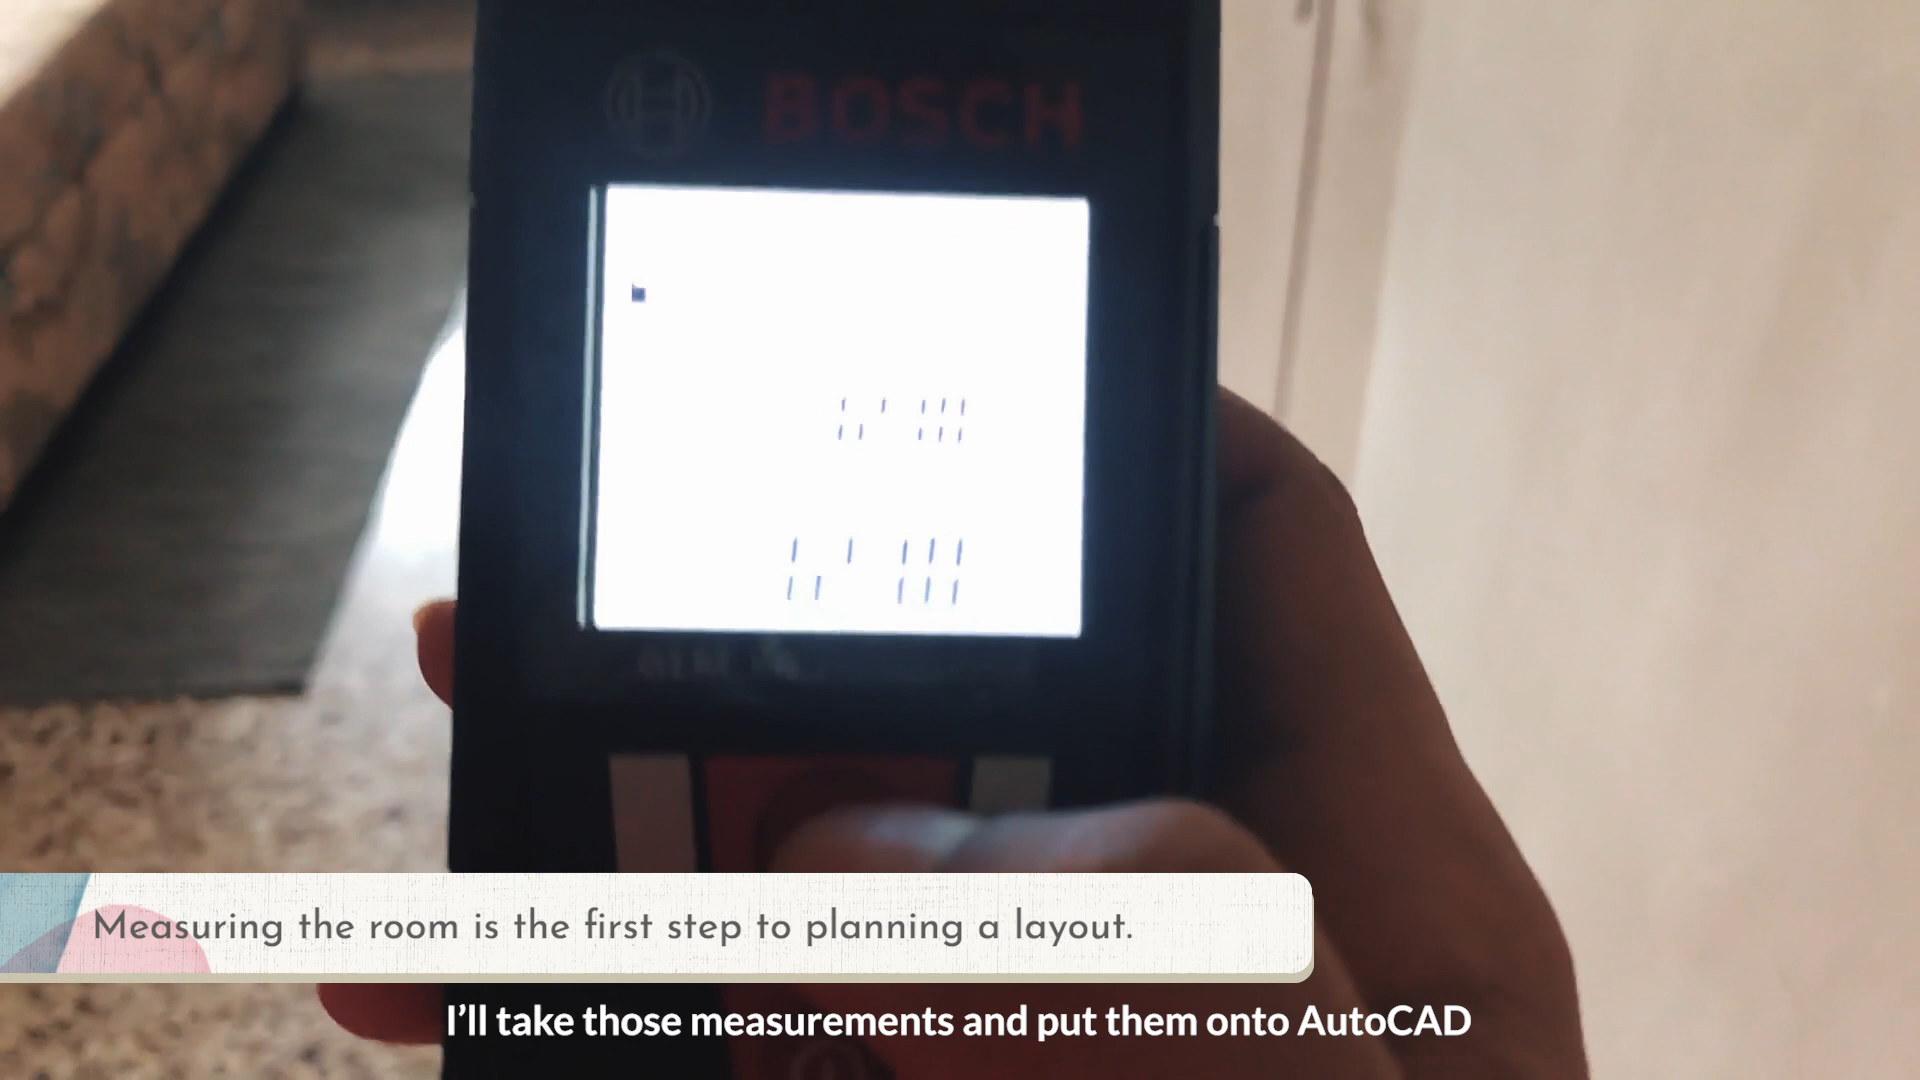 BOSCH
Measuring the room is the first step to planning a layout.
I'll take those measurements and put them onto AutoCAD